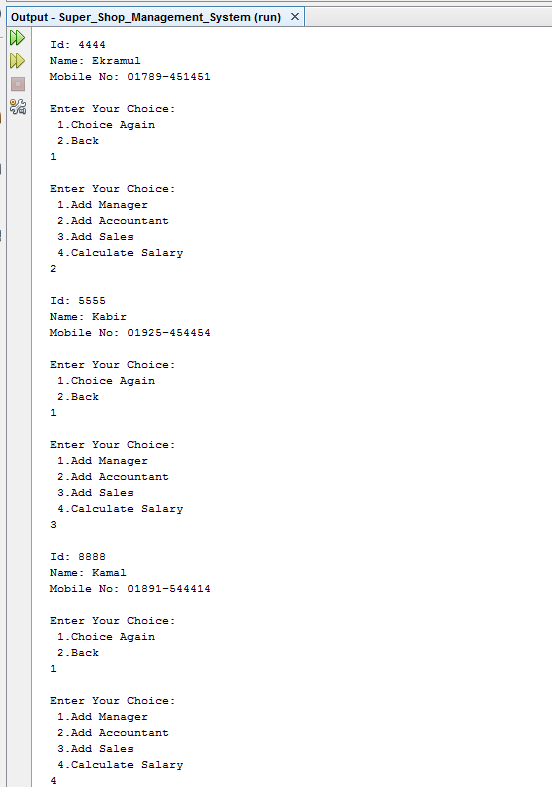 Output - Super_Shop_Management_System (run)
Id: 4444
Name: Ekramul
Mobile No: 01789-451451
Enter Your Choice:
1.Choice Again
2.Back
1
Enter Your Choice:
1.Add Manager
2.Add Accountant
3.Add Sales
4.Calculate Salary
2
Id: 5555
Name: Kabir
Mobile No: 01925-454454
Enter Your Choice:
1.Choice Again
2.Back
1
Enter Your Choice:
1.Add Manager
2.Add Accountant
3.Add Sales
4.Calculate Salary
3
Id: 8888
Name: Kamal
Mobile No: 01891-544414
Enter Your Choice:
1.Choice Again
2.Back
1
Enter Your Choice:
1.Add Manager
2.Add Accountant
3.Add Sales
4.Calculate Salary
4